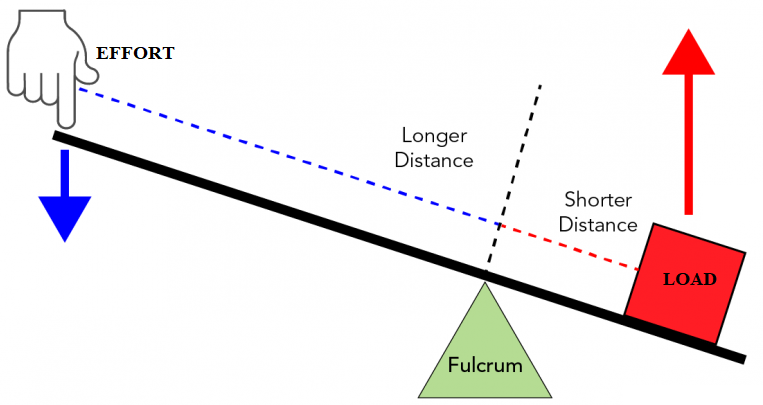 EFFORT
Longer
Distance
Shorter
Distance
LOAD
Fulcrum